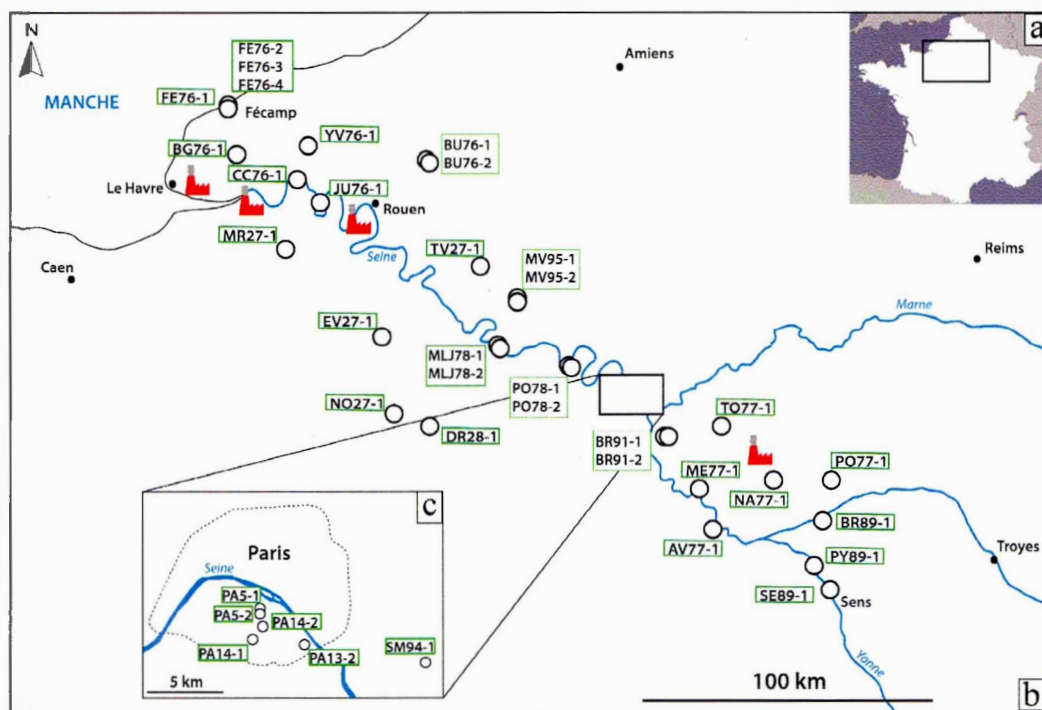 N
a
FE76-2
FE76-3
FE76-4
Amiens
MANCHE
FE76-1
Fécamp
YV76-1
BU76-1
BU76-2
BG76-1
CC76-1
Le Havre
JU76-1
Rouen
MR27-1
Seine
TV27-1
Reims
MV95-1
MV95-2
Caen
Marne
EV27-1
MLJ78-1
MLJ78-2
PO78-1
PO78-2
NO27-1
TO77-1
DR28-1
BR91-1
BR91-2
ME77-1
PO77-1
NA77-1
c
BR89-1
AV77-1
Paris
PY89-1
Troyes
Seine
SE89-1
Sens
PA5-1
PA5-2
PA14-2
PA14-1
PA13-2
SM94-1
Yonne
5 km
100 km
b